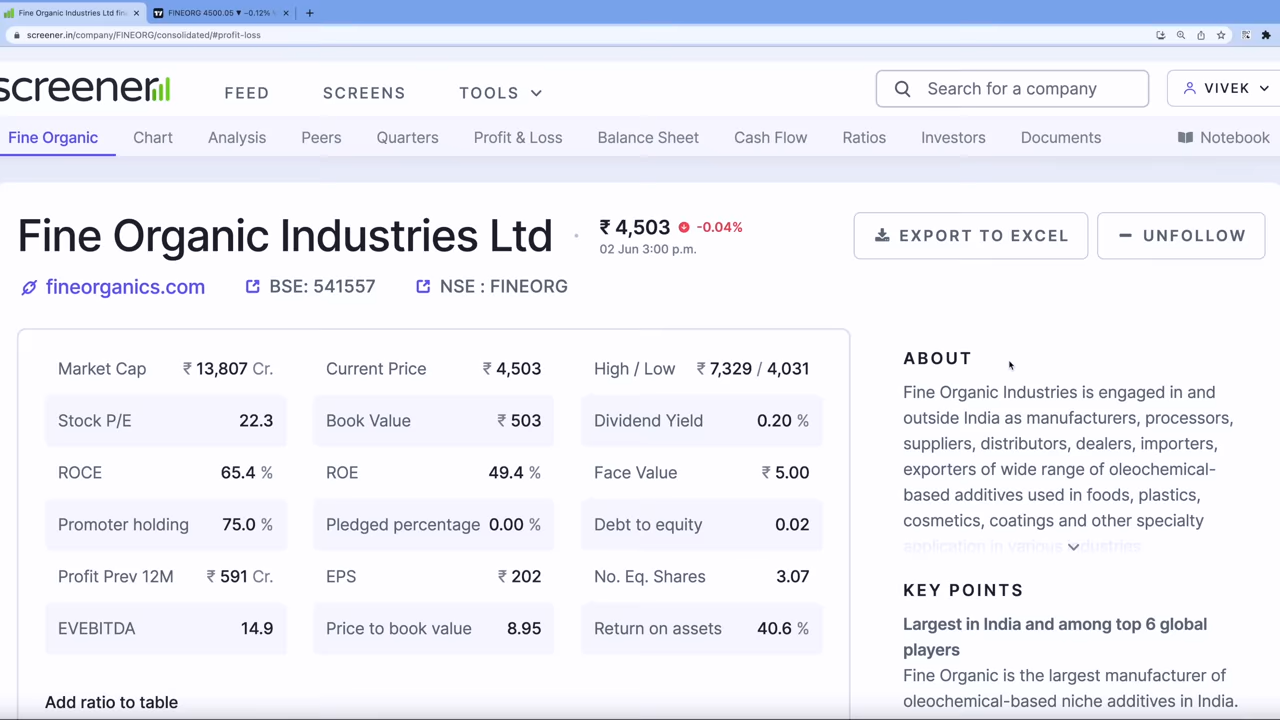 Fine Organic Industries Ltd fin
FINEORG 4500.05 ▼ −0.12%
screener.in/company/FINEORG/consolidated/#profit-loss
screener
FEED
SCREENS
TOOLS
Search for a company
VIVEK
Fine Organic
Chart
Analysis
Peers
Quarters
Profit & Loss
Balance Sheet
Cash Flow
Ratios
Investors
Documents
Notebook
Fine Organic Industries Ltd
₹ 4,503 -0.04%
02 Jun 3:00 p.m.
EXPORT TO EXCEL
UNFOLLOW
fineorganics.com
BSE: 541557
NSE : FINEORG
Market Cap ₹ 13,807 Cr.
Current Price ₹ 4,503
High / Low ₹ 7,329 / 4,031
Stock P/E 22.3
Book Value ₹ 503
Dividend Yield 0.20 %
ROCE 65.4 %
ROE 49.4 %
Face Value ₹ 5.00
Promoter holding 75.0 %
Pledged percentage 0.00 %
Debt to equity 0.02
Profit Prev 12M ₹ 591 Cr.
EPS ₹ 202
No. Eq. Shares 3.07
EVEBITDA 14.9
Price to book value 8.95
Return on assets 40.6 %
Add ratio to table
ABOUT
Fine Organic Industries is engaged in and
outside India as manufacturers, processors,
suppliers, distributors, dealers, importers,
exporters of wide range of oleochemical-
based additives used in foods, plastics,
cosmetics, coatings and other specialty
application in various industries
KEY POINTS
Largest in India and among top 6 global
players
Fine Organic is the largest manufacturer of
oleochemical-based niche additives in India.